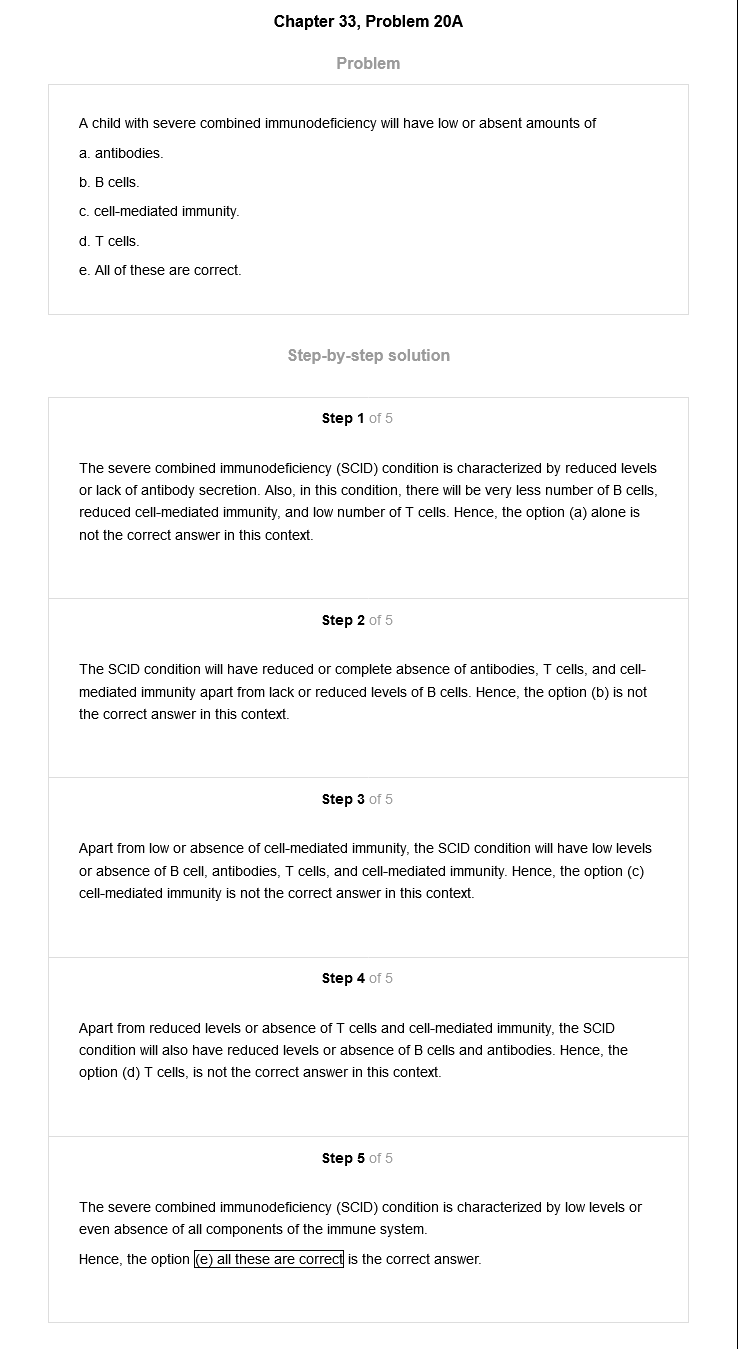 Chapter 33, Problem 20A
Problem
A child with severe combined immunodeficiency will have low or absent amounts of
a. antibodies.
b. B cells.
c. cell-mediated immunity.
d. T cells.
e. All of these are correct.
Step-by-step solution
Step 1 of 5
The severe combined immunodeficiency (SCID) condition is characterized by reduced levels
or lack of antibody secretion. Also, in this condition, there will be very less number of B cells,
reduced cell-mediated immunity, and low number of T cells. Hence, the option (a) alone is
not the correct answer in this context.
Step 2 of 5
The SCID condition will have reduced or complete absence of antibodies, T cells, and cell-
mediated immunity apart from lack or reduced levels of B cells. Hence, the option (b) is not
the correct answer in this context.
Step 3 of 5
Apart from low or absence of cell-mediated immunity, the SCID condition will have low levels
or absence of B cell, antibodies, T cells, and cell-mediated immunity. Hence, the option (c)
cell-mediated immunity is not the correct answer in this context.
Step 4 of 5
Apart from reduced levels or absence of T cells and cell-mediated immunity, the SCID
condition will also have reduced levels or absence of B cells and antibodies. Hence, the
option (d) T cells, is not the correct answer in this context.
Step 5 of 5
The severe combined immunodeficiency (SCID) condition is characterized by low levels or
even absence of all components of the immune system.
Hence, the option (e) all these are correct is the correct answer.